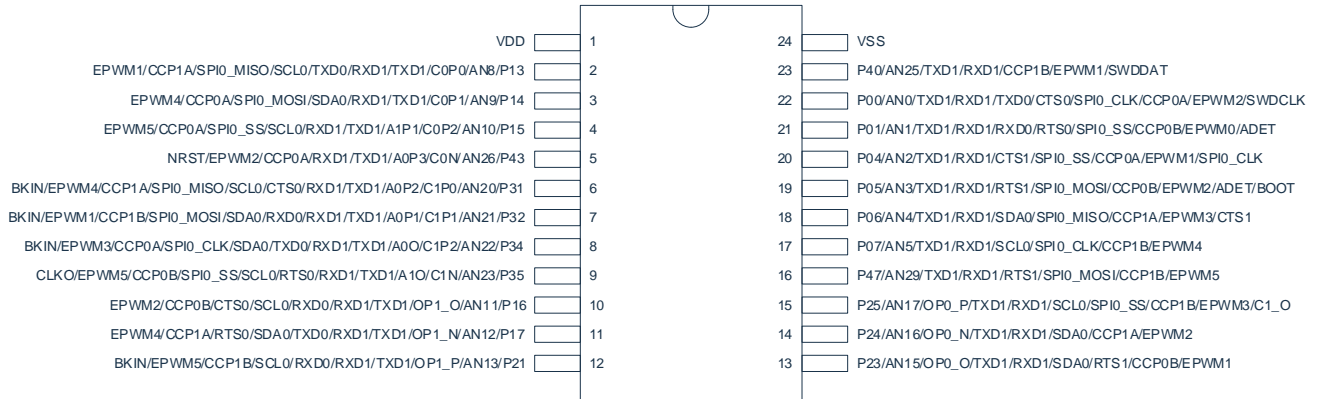 VDD 1 24 VSS
EPWM1/CCP1A/SPI0_MISO/SCL0/TXD0/RXD1/TXD1/C0P0/AN8/P13 2 23 P40/AN25/TXD1/RXD1/CCP1B/EPWM1/SWDDAT
EPWM4/CCP0A/SPI0_MOSI/SDA0/RXD1/TXD1/C0P1/AN9/P14 3 22 P00/AN0/TXD1/RXD1/TXD0/CTS0/SPI0_CLK/CCP0A/EPWM2/SWDCLK
EPWM5/CCP0A/SPI0_SS/SCL0/RXD1/TXD1/A1P1/C0P2/AN10/P15 4 21 P01/AN1/TXD1/RXD1/RXD0/RTS0/SPI0_SS/CCP0B/EPWM0/ADET
NRST/EPWM2/CCP0A/RXD1/TXD1/A0P3/C0N/AN26/P43 5 20 P04/AN2/TXD1/RXD1/CTS1/SPI0_SS/CCP0A/EPWM1/SPI0_CLK
BKIN/EPWM4/CCP1A/SPI0_MISO/SCL0/CTS0/RXD1/TXD1/A0P2/C1P0/AN20/P31 6 19 P05/AN3/TXD1/RXD1/RTS1/SPI0_MOSI/CCP0B/EPWM2/ADET/BOOT
BKIN/EPWM1/CCP1B/SPI0_MOSI/SDA0/RXD0/RXD1/TXD1/A0P1/C1P1/AN21/P32 7 18 P06/AN4/TXD1/RXD1/SDA0/SPI0_MISO/CCP1A/EPWM3/CTS1
BKIN/EPWM3/CCP0A/SPI0_CLK/SDA0/TXD0/RXD1/TXD1/A0O/C1P2/AN22/P34 8 17 P07/AN5/TXD1/RXD1/SCL0/SPI0_CLK/CCP1B/EPWM4
CLKO/EPWM5/CCP0B/SPI0_SS/SCL0/RTS0/RXD1/TXD1/A1O/C1N/AN23/P35 9 16 P47/AN29/TXD1/RXD1/RTS1/SPI0_MOSI/CCP1B/EPWM5
EPWM2/CCP0B/CTS0/SCL0/RXD0/RXD1/TXD1/OP1_O/AN11/P16 10 15 P25/AN17/OP0_P/TXD1/RXD1/SCL0/SPI0_SS/CCP1B/EPWM3/C1_O
EPWM4/CCP1A/RTS0/SDA0/TXD0/RXD1/TXD1/OP1_N/AN12/P17 11 14 P24/AN16/OP0_N/TXD1/RXD1/SDA0/CCP1A/EPWM2
BKIN/EPWM5/CCP1B/SCL0/RXD0/RXD1/TXD1/OP1_P/AN13/P21 12 13 P23/AN15/OP0_O/TXD1/RXD1/SDA0/RTS1/CCP0B/EPWM1